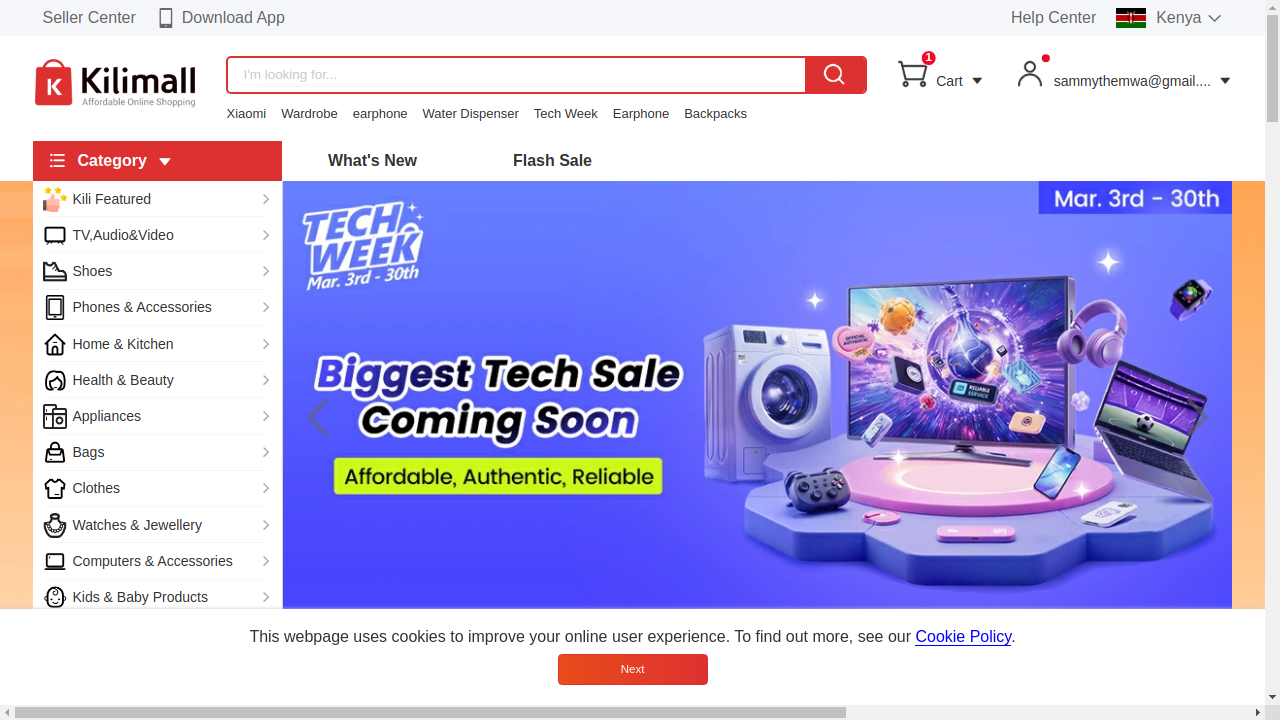 Seller Center
Download App
Help Center
Kenya
K
Kilimall
Affordable Online Shopping
I'm looking for...
1
Cart
sammythemwa@gmail....
Xiaomi Wardrobe earphone Water Dispenser Tech Week Earphone Backpacks
Category
What's New
Flash Sale
Kili Featured
TV,Audio&Video
Shoes
Phones & Accessories
Home & Kitchen
Health & Beauty
Appliances
Bags
Clothes
Watches & Jewellery
Computers & Accessories
Kids & Baby Products
TECH
WEEK
Mar. 3rd - 30th
Mar. 3rd - 30th
Biggest Tech Sale
Coming Soon
Affordable, Authentic, Reliable
OFFICIAL
AUTHENTIC
RELIABLE
SERVICE
This webpage uses cookies to improve your online user experience. To find out more, see our Cookie Policy.
Next